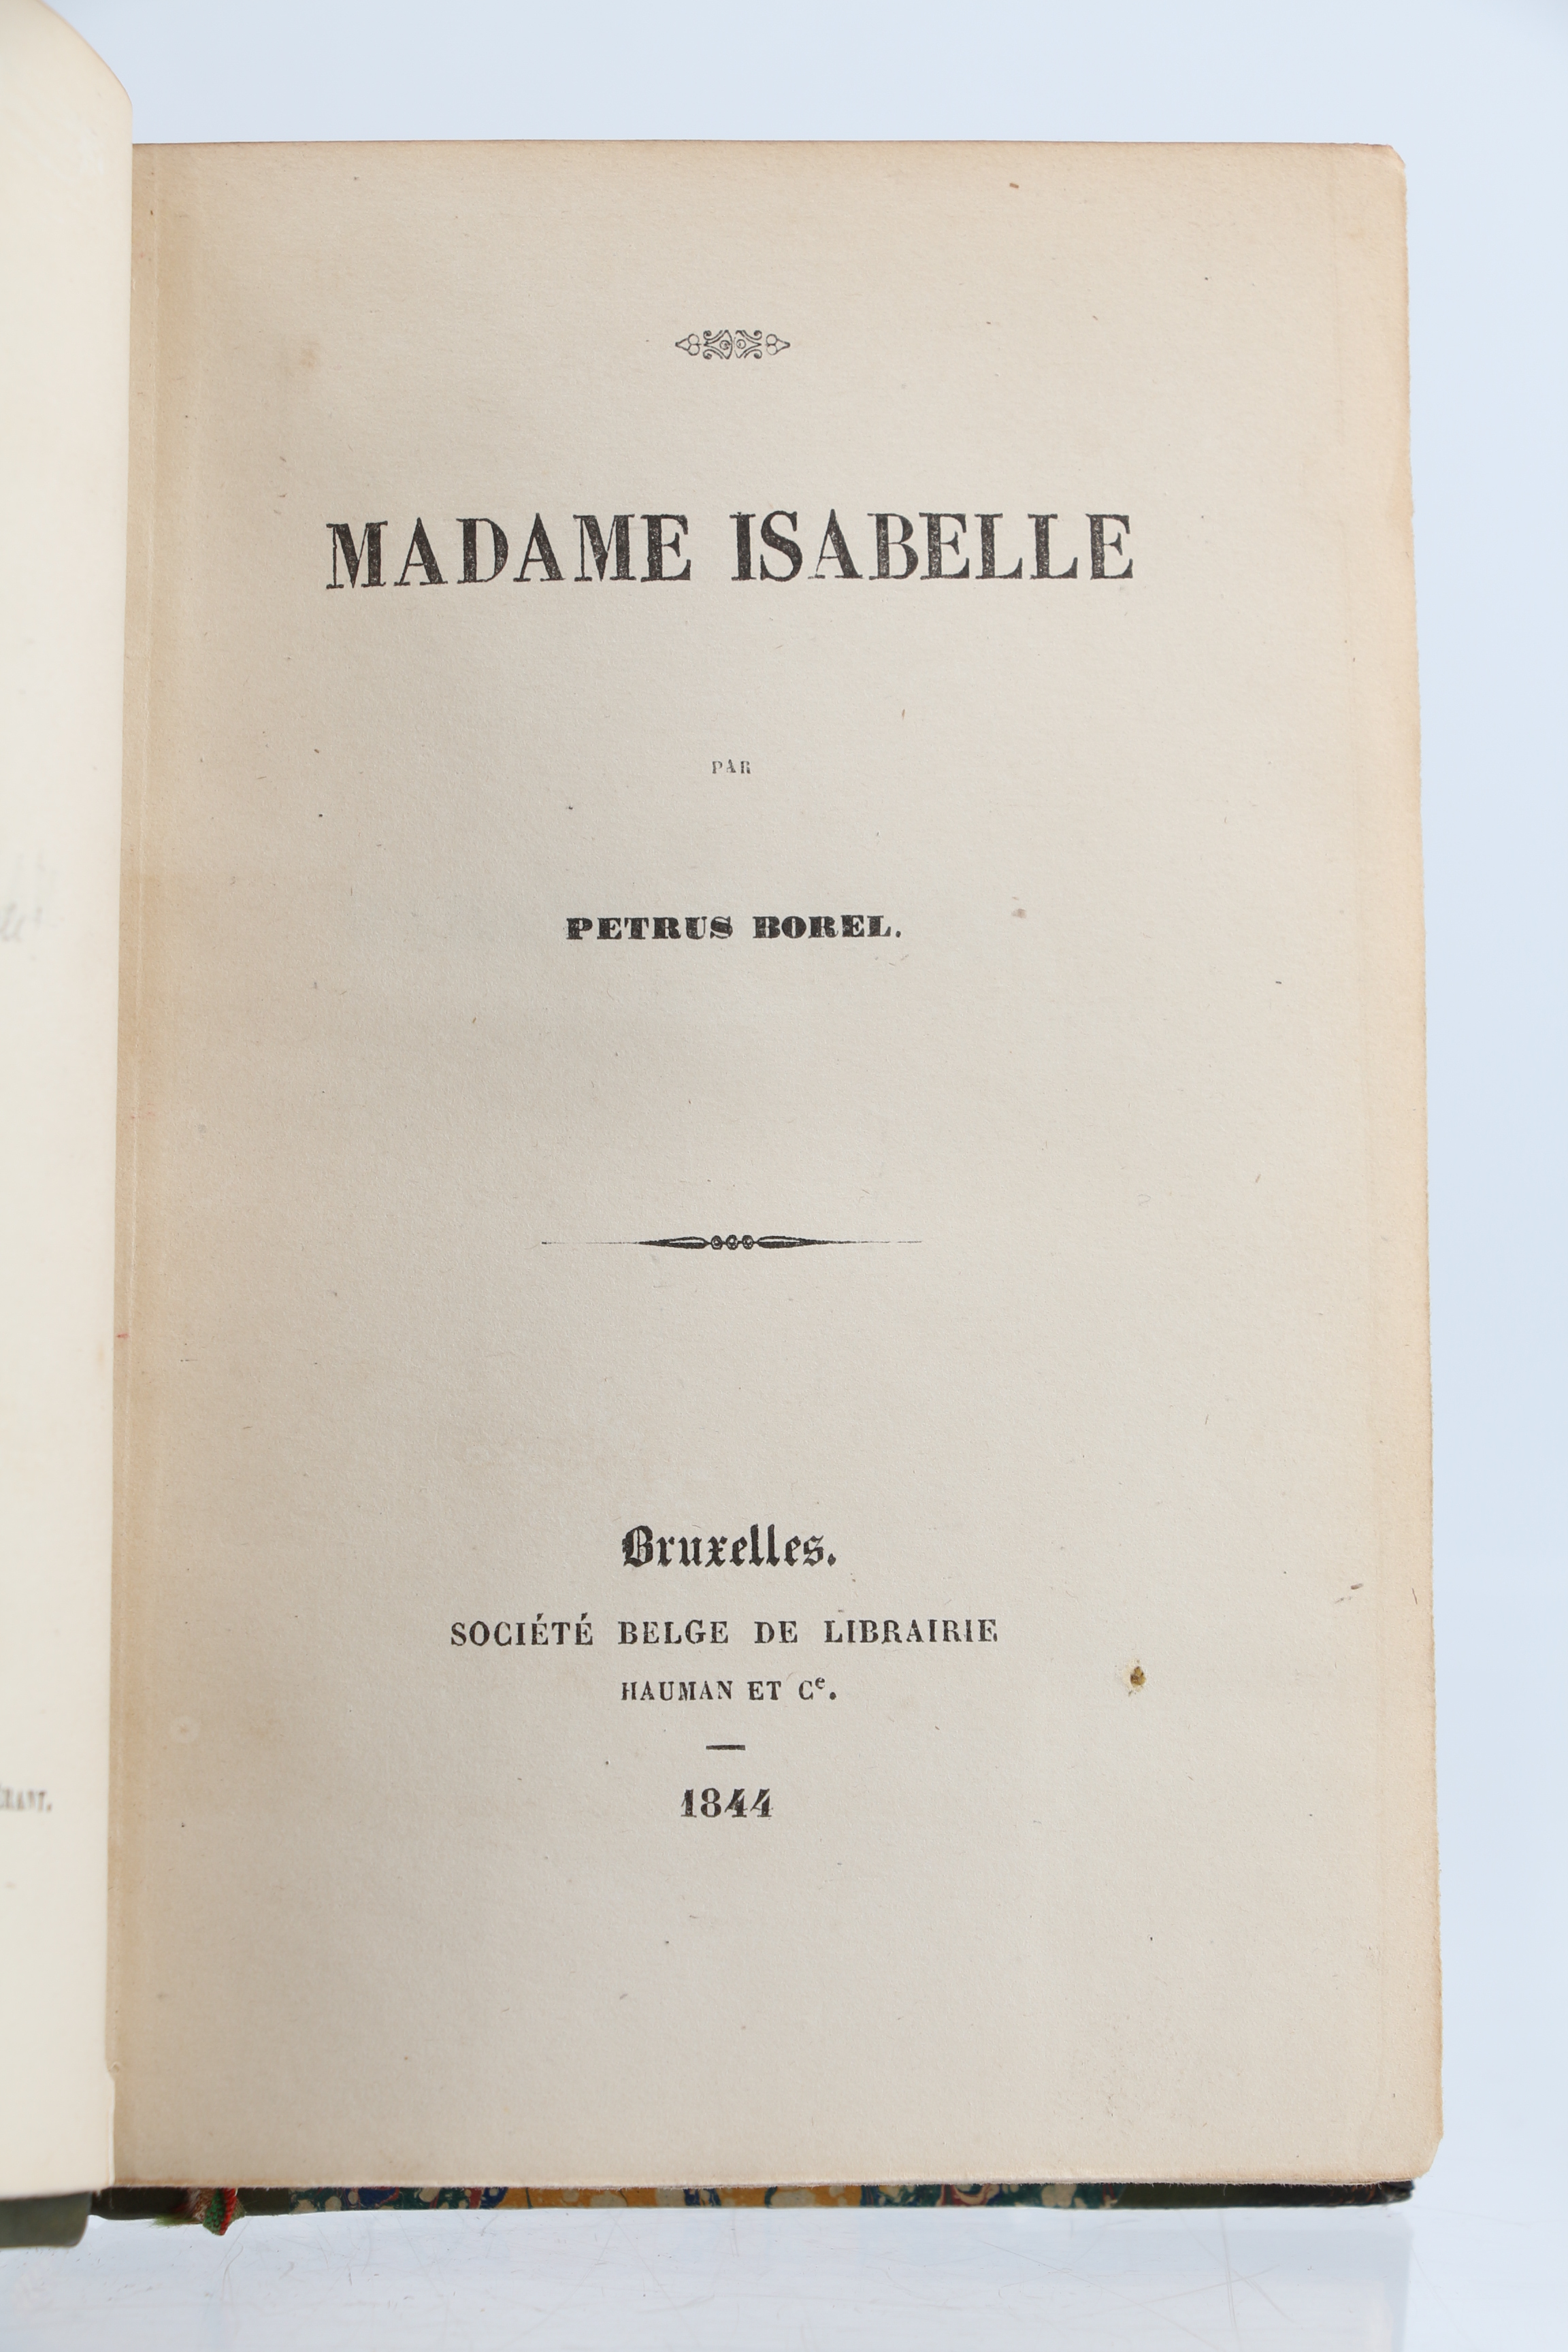 MADAME ISABELLE
PAR
PETRUS BOREL.
Bruxelles.
SOCIÉTÉ BELGE DE LIBRAIRIE
HAUMAN ET Cᵉ.
1844